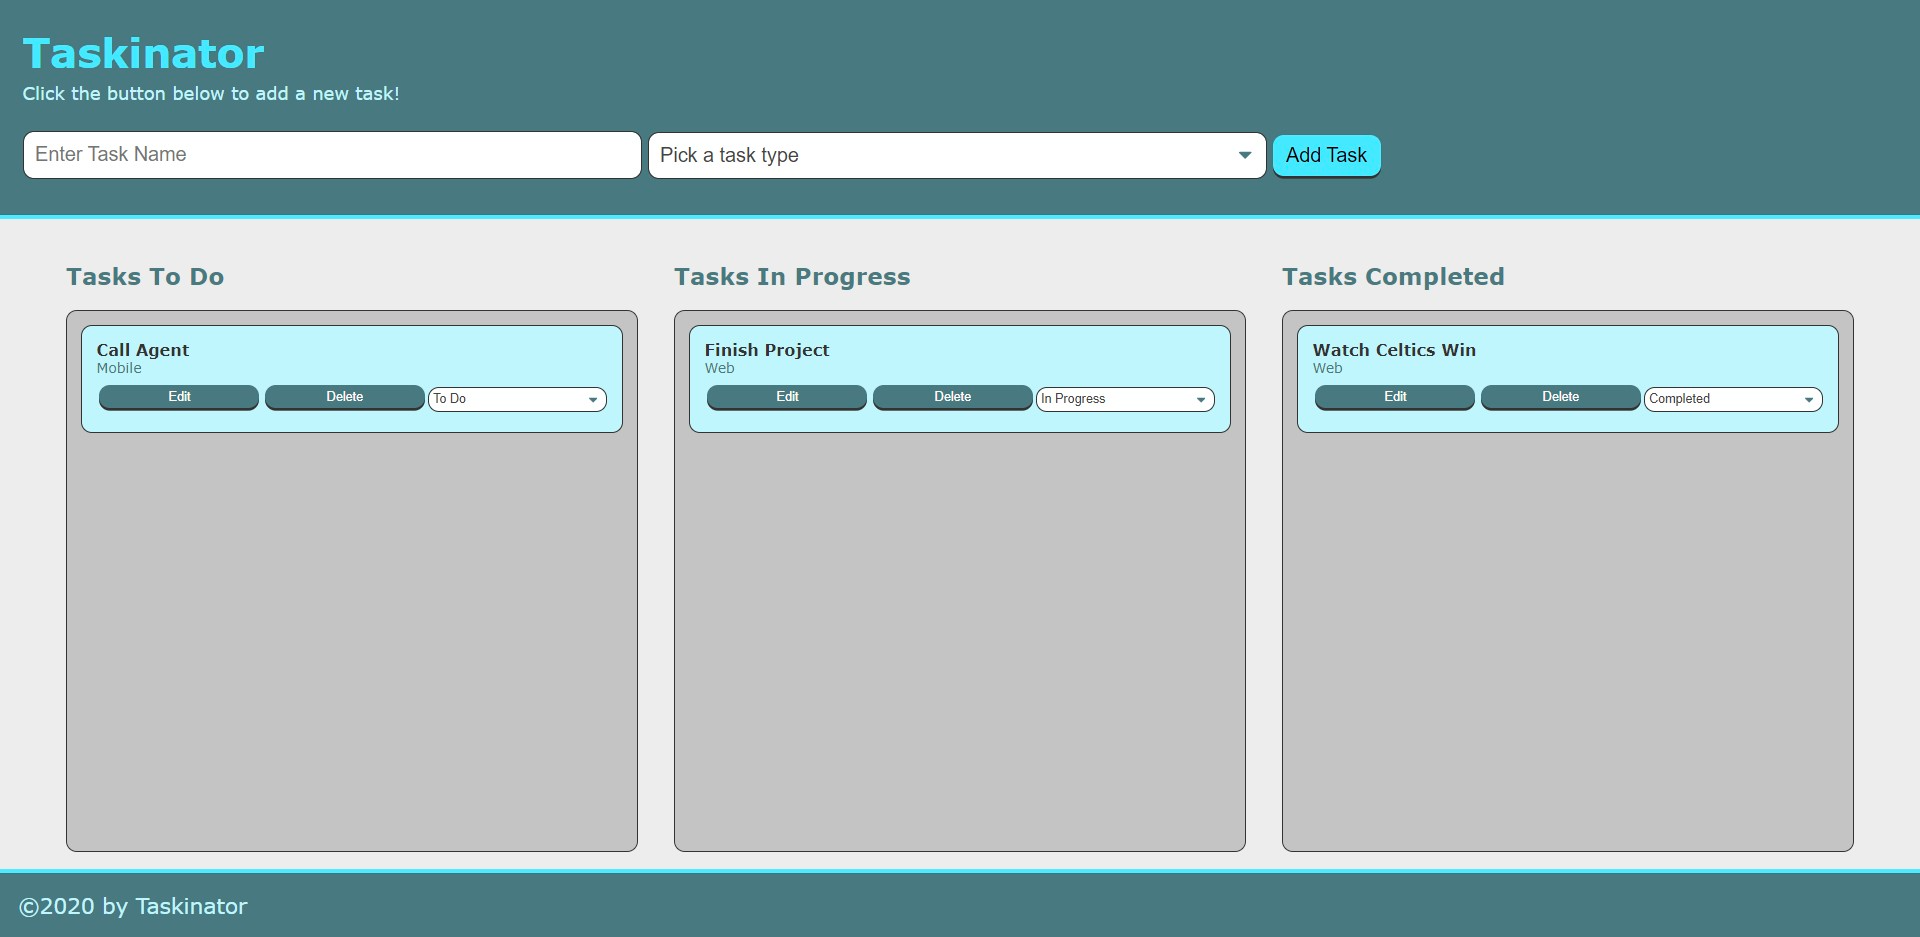 Taskinator
Click the button below to add a new task!
Enter Task Name
Pick a task type
Add Task
Tasks To Do
Call Agent
Mobile
Edit
Delete
To Do
Tasks In Progress
Finish Project
Web
Edit
Delete
In Progress
Tasks Completed
Watch Celtics Win
Web
Edit
Delete
Completed
©2020 by Taskinator